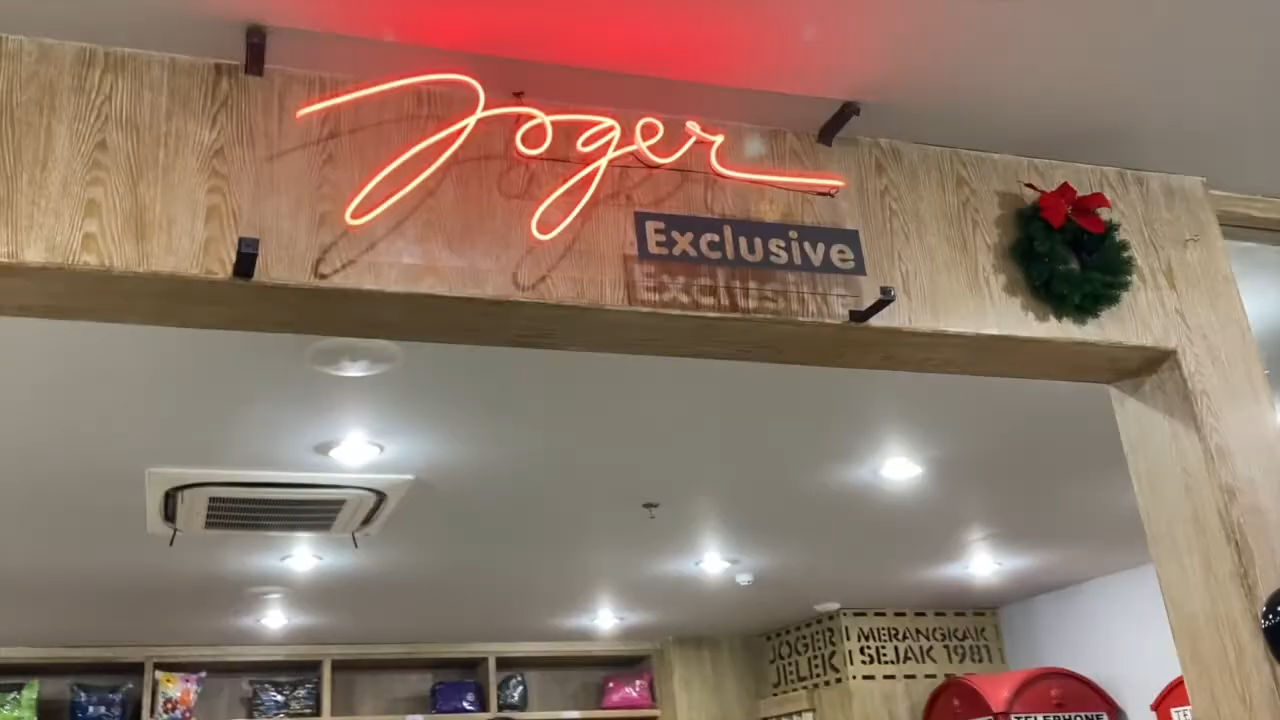 Joger
Exclusive
JOGER
JELEK
MERANGKAK
SEJAK 1981
TELEPHONE